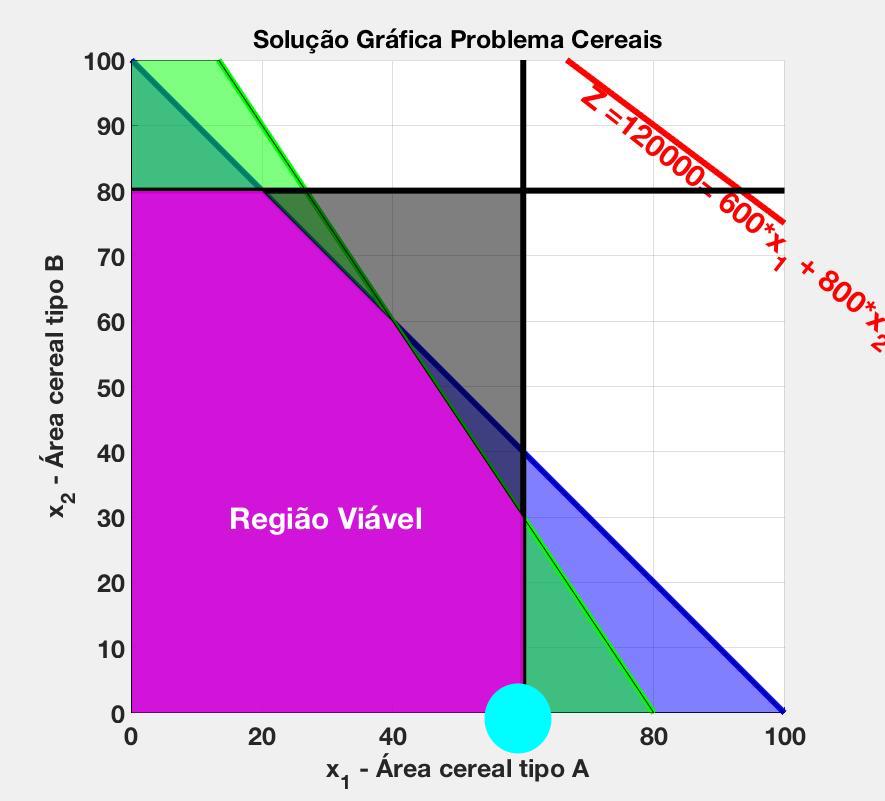 Solução Gráfica Problema Cereais
100
90
80
70
60
50
40
30
20
10
0
x2 - Área cereal tipo B
Z =120000= 600*x1 + 800*x2
Região Viável
0 20 40 80 100
x1 - Área cereal tipo A